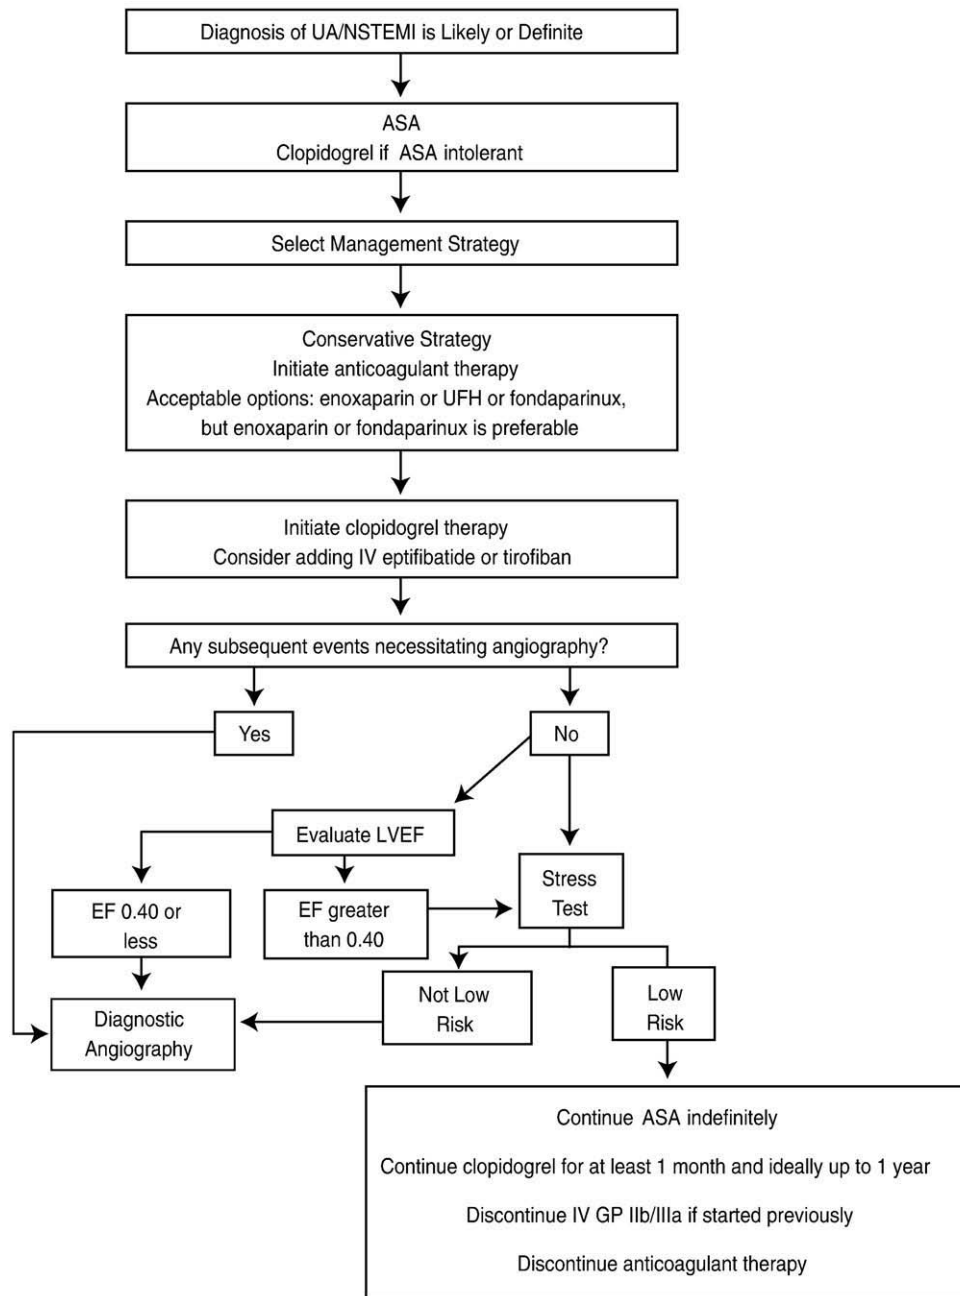 Diagnosis of UA/NSTEMI is Likely or Definite
ASA
Clopidogrel if ASA intolerant
Select Management Strategy
Conservative Strategy
Initiate anticoagulant therapy
Acceptable options: enoxaparin or UFH or fondaparinux,
but enoxaparin or fondaparinux is preferable
Initiate clopidogrel therapy
Consider adding IV eptifibatide or tirofiban
Any subsequent events necessitating angiography?
Yes
No
Evaluate LVEF
EF 0.40 or
less
EF greater
than 0.40
Stress
Test
Not Low
Risk
Low
Risk
Diagnostic
Angiography
Continue ASA indefinitely
Continue clopidogrel for at least 1 month and ideally up to 1 year
Discontinue IV GP IIb/IIIa if started previously
Discontinue anticoagulant therapy